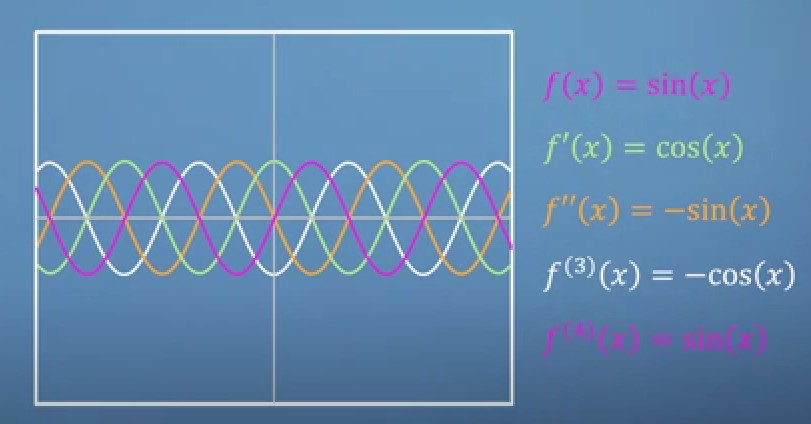 f(x) = sin(x)
f′(x) = cos(x)
f′′(x) = −sin(x)
f⁽³⁾(x) = −cos(x)
f⁽⁴⁾(x) = sin(x)